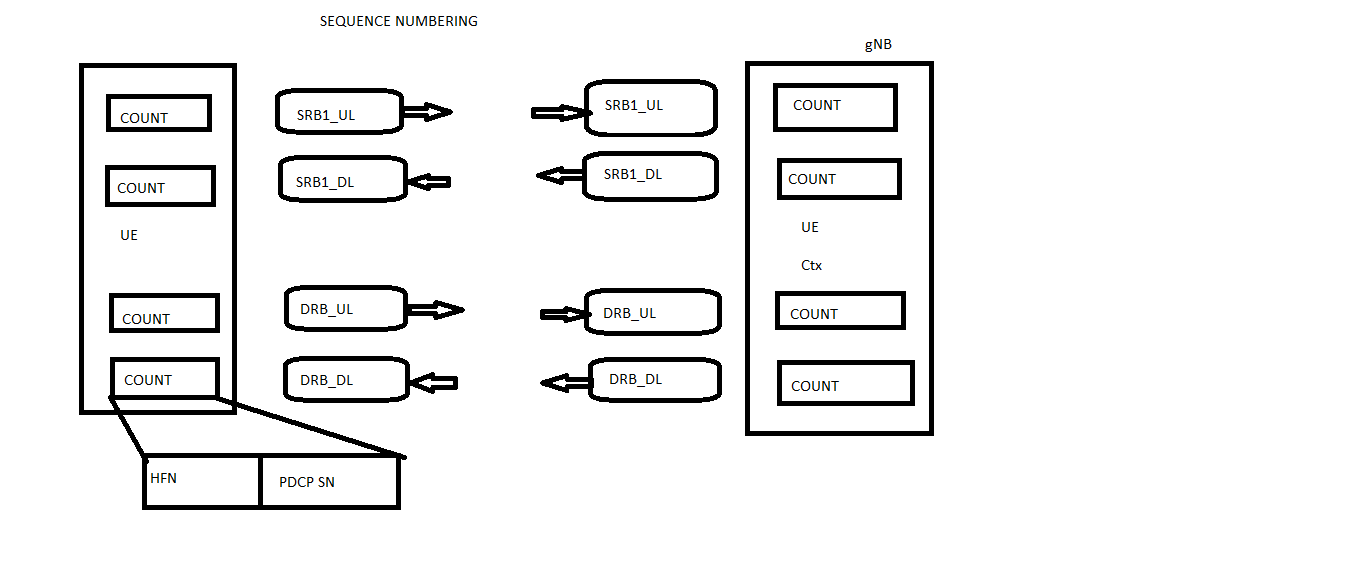 SEQUENCE NUMBERING
gNB
COUNT
SRB1_UL
SRB1_UL
COUNT
COUNT
SRB1_DL
SRB1_DL
COUNT
UE
UE
Ctx
COUNT
DRB_UL
DRB_UL
COUNT
COUNT
DRB_DL
DRB_DL
COUNT
HFN
PDCP SN